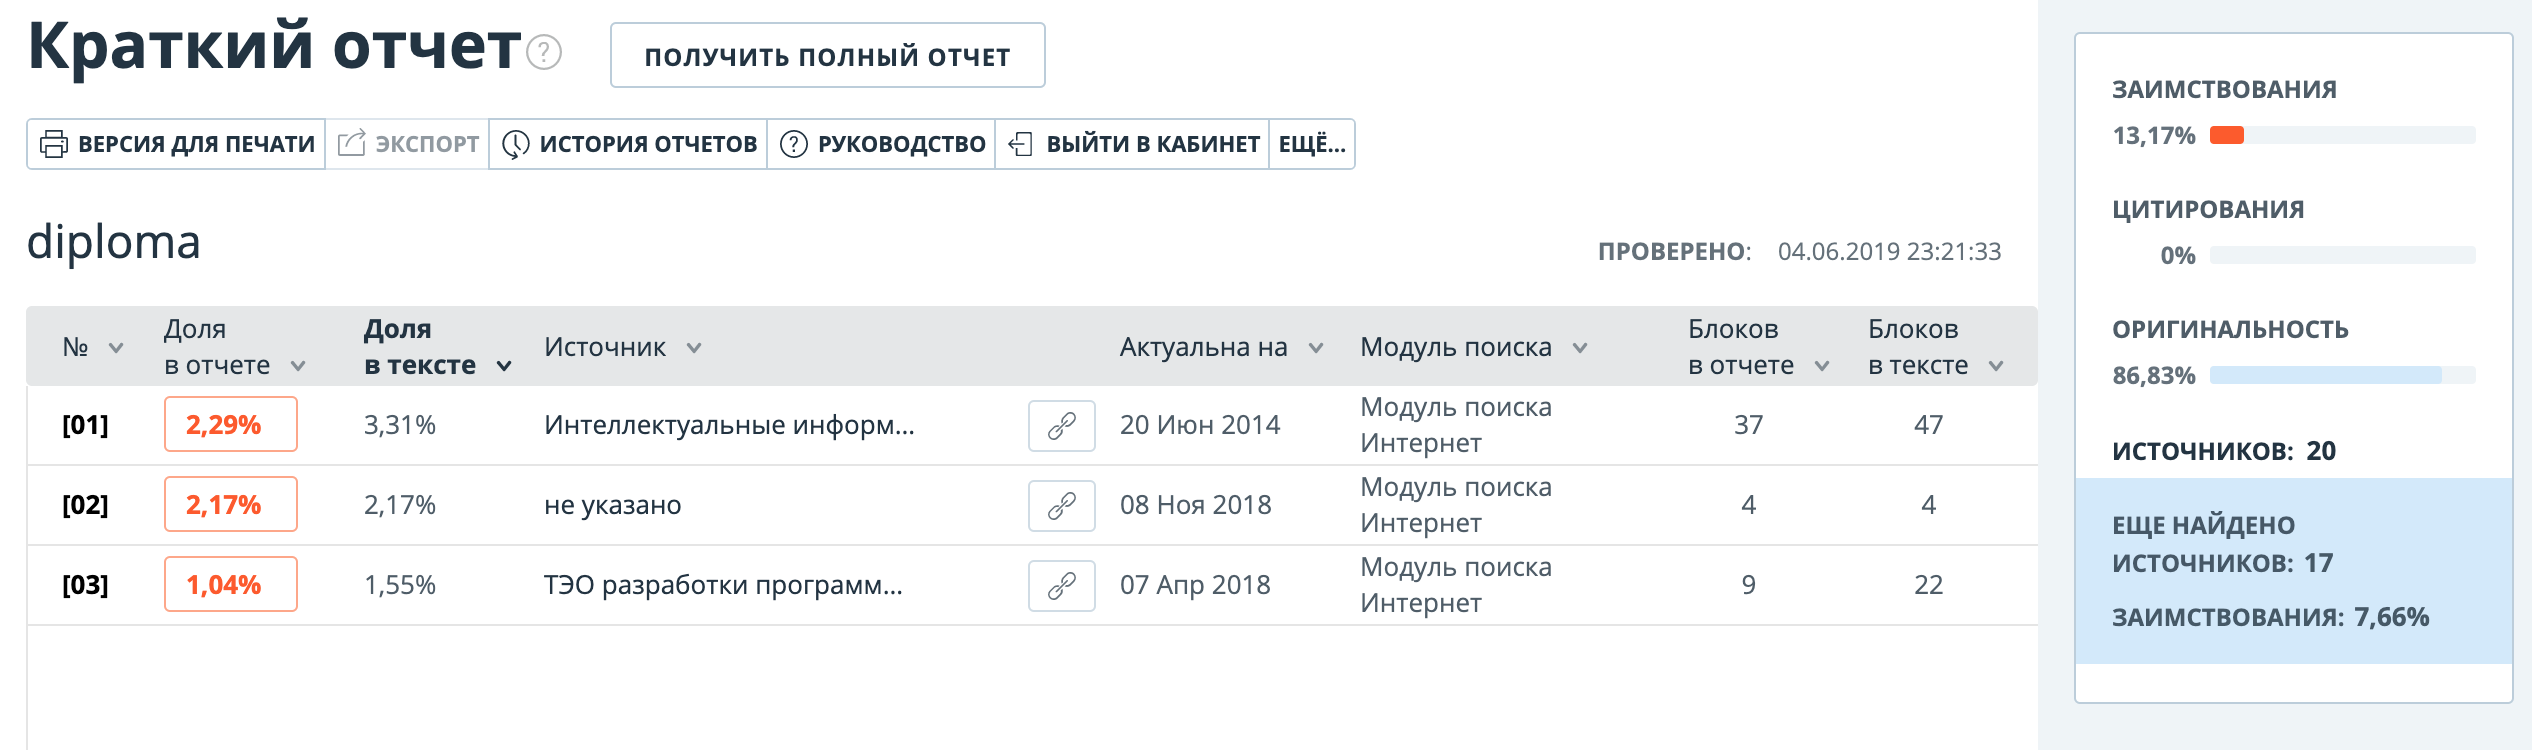 Краткий отчет ?
ПОЛУЧИТЬ ПОЛНЫЙ ОТЧЕТ
ВЕРСИЯ ДЛЯ ПЕЧАТИ ЭКСПОРТ ИСТОРИЯ ОТЧЕТОВ ? РУКОВОДСТВО ВЫЙТИ В КАБИНЕТ ЕЩЁ...
diploma
ПРОВЕРЕНО: 04.06.2019 23:21:33
№ Доля в отчете Доля в тексте Источник Актуальна на Модуль поиска Блоков в отчете Блоков в тексте
[01] 2,29% 3,31% Интеллектуальные информ... 20 Июн 2014 Модуль поиска Интернет 37 47
[02] 2,17% 2,17% не указано 08 Ноя 2018 Модуль поиска Интернет 4 4
[03] 1,04% 1,55% ТЭО разработки программ... 07 Апр 2018 Модуль поиска Интернет 9 22
ЗАИМСТВОВАНИЯ
13,17%
ЦИТИРОВАНИЯ
0%
ОРИГИНАЛЬНОСТЬ
86,83%
ИСТОЧНИКОВ: 20
ЕЩЕ НАЙДЕНО
ИСТОЧНИКОВ: 17
ЗАИМСТВОВАНИЯ: 7,66%